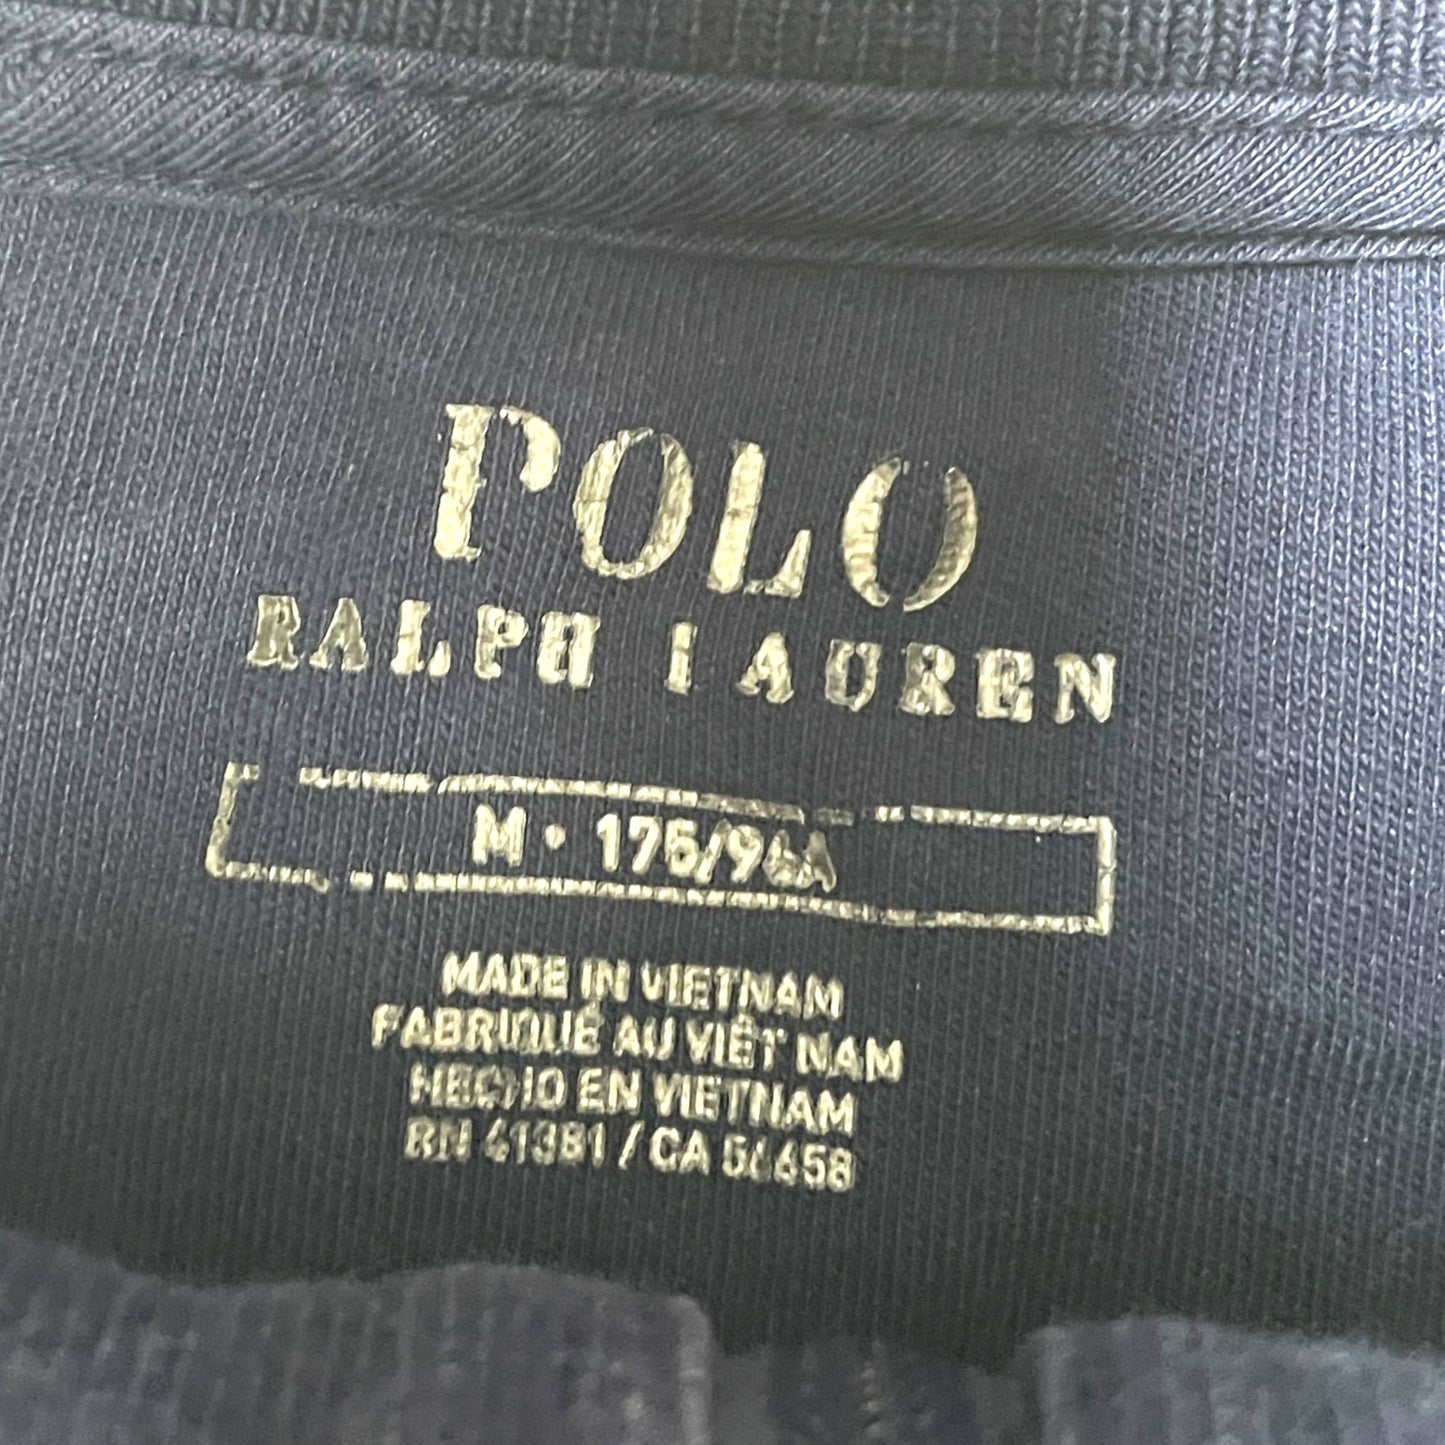 POLO
RALPH LAUREN
M • 175/96A
MADE IN VIETNAM
FABRIQUÉ AU VIÊT NAM
HECHO EN VIETNAM
RN 41381 / CA 56658